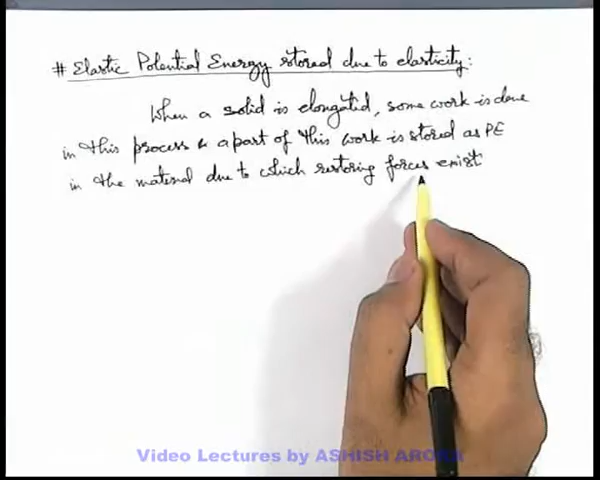 # Elastic Potential Energy stored due to elasticity:
When a solid is elongated, some work is done
in this process & a part of this work is stored as PE
in the material due to which restoring forces exist
Video Lectures by ASHISH ARORA